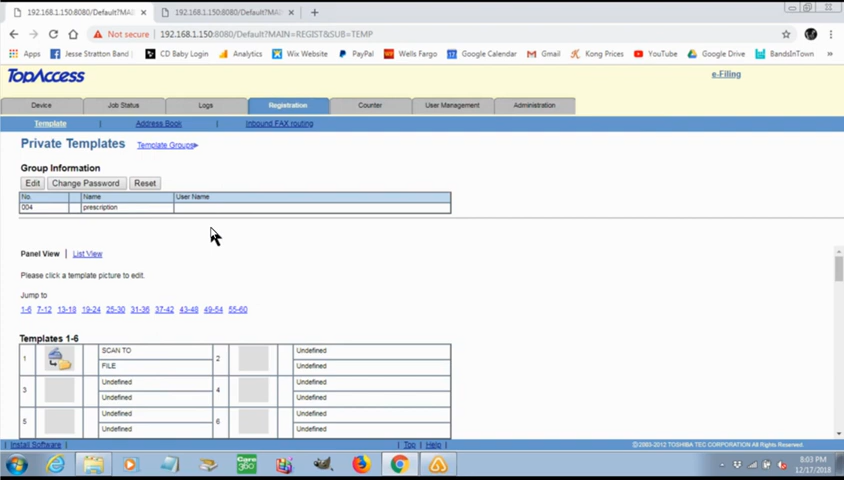 192.168.1.150:8080/Default?MAI
192.168.1.150:8080/Default?MAI
Not secure | 192.168.1.150:8080/Default?MAIN=REGIST&SUB=TEMP
Apps Jesse Stratton Band CD Baby Login Analytics Wix Website PayPal Wells Fargo Google Calendar Gmail Kong Prices YouTube Google Drive BandsInTown »
TopAccess
e-Filing
Device Job Status Logs Registration Counter User Management Administration
Template | Address Book | Inbound FAX routing
Private Templates Template Groups
Group Information
Edit Change Password Reset
No. Name User Name
004 prescription
Panel View | List View
Please click a template picture to edit.
Jump to
1-6 7-12 13-18 19-24 25-30 31-36 37-42 43-48 49-54 55-60
Templates 1-6
1 SCAN TO FILE 2 Undefined Undefined
3 Undefined Undefined 4 Undefined Undefined
5 Undefined Undefined 6 Undefined Undefined
Install Software | | Top | Help | ©2003-2012 TOSHIBA TEC CORPORATION All Rights Reserved.
Care 360
8:03 PM
12/17/2018